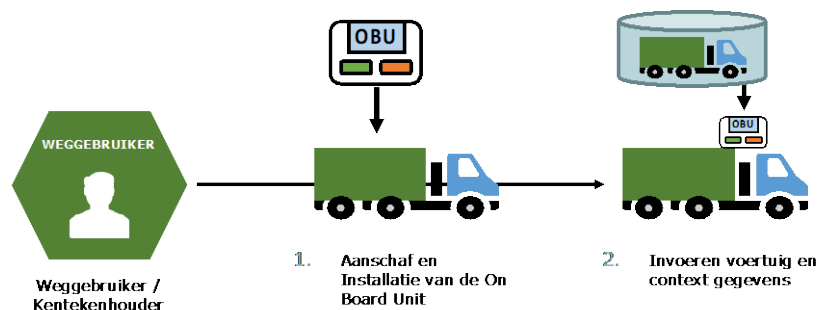 OBU
OBU
WEGGEBRUIKER
1. Aanschaf en
Installatie van de On
Board Unit
2. Invoeren voertuig en
context gegevens
Weggebruiker /
Kentekenhouder